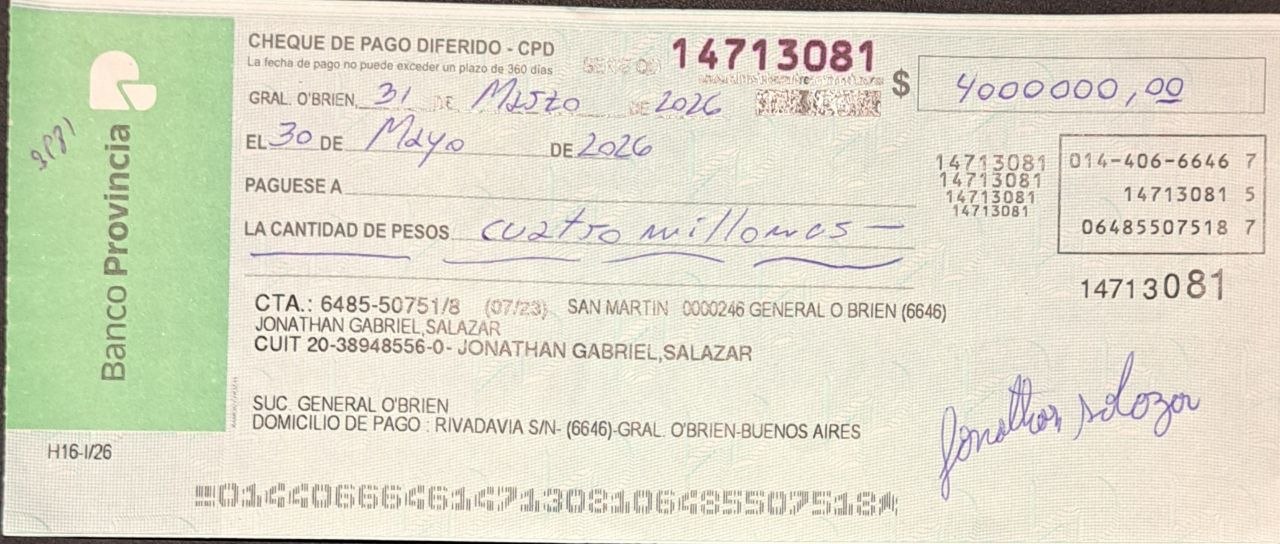 CHEQUE DE PAGO DIFERIDO - CPD
14713081
La fecha de pago no puede exceder un plazo de 360 días
$ 4000000,00
GRAL. O'BRIEN, 31 DE Marzo DE 2026
EL 30 DE Mayo DE 2026
PAGUESE A
LA CANTIDAD DE PESOS cuatro millones —
14713081
14713081
14713081
14713081
014-406-6646 7
14713081 5
06485507518 7
14713081
CTA.: 6485-50751/8 (07/23) SAN MARTIN 0000246 GENERAL O BRIEN (6646)
JONATHAN GABRIEL,SALAZAR
CUIT 20-38948556-0- JONATHAN GABRIEL,SALAZAR
SUC. GENERAL O'BRIEN
DOMICILIO DE PAGO : RIVADAVIA S/N- (6646)-GRAL. O'BRIEN-BUENOS AIRES
Jonathan Salazar
Banco Provincia
H16-I/26
01440666461471308106485507518